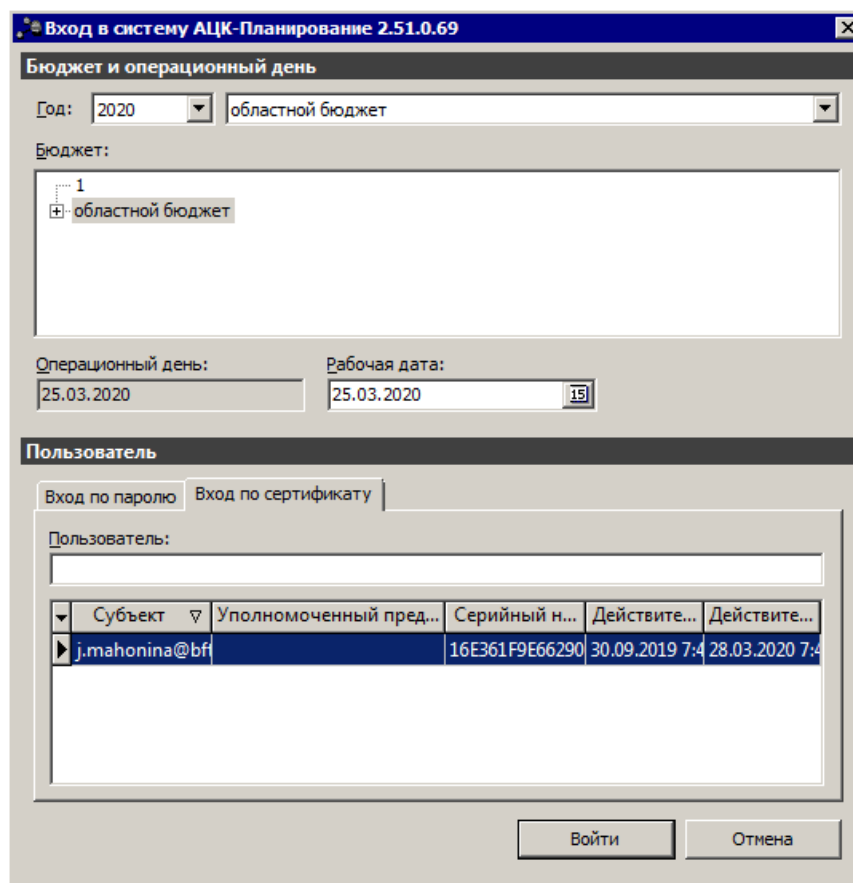 Вход в систему АЦК-Планирование 2.51.0.69
Бюджет и операционный день
Год: 2020 областной бюджет
Бюджет:
1
областной бюджет
Операционный день: Рабочая дата:
25.03.2020 25.03.2020 15
Пользователь
Вход по паролю Вход по сертификату
Пользователь:
Субъект Уполномоченный пред... Серийный н... Действите... Действите...
j.mahonina@bff 16E361F9E66290 30.09.2019 7:4 28.03.2020 7:4
Войти Отмена